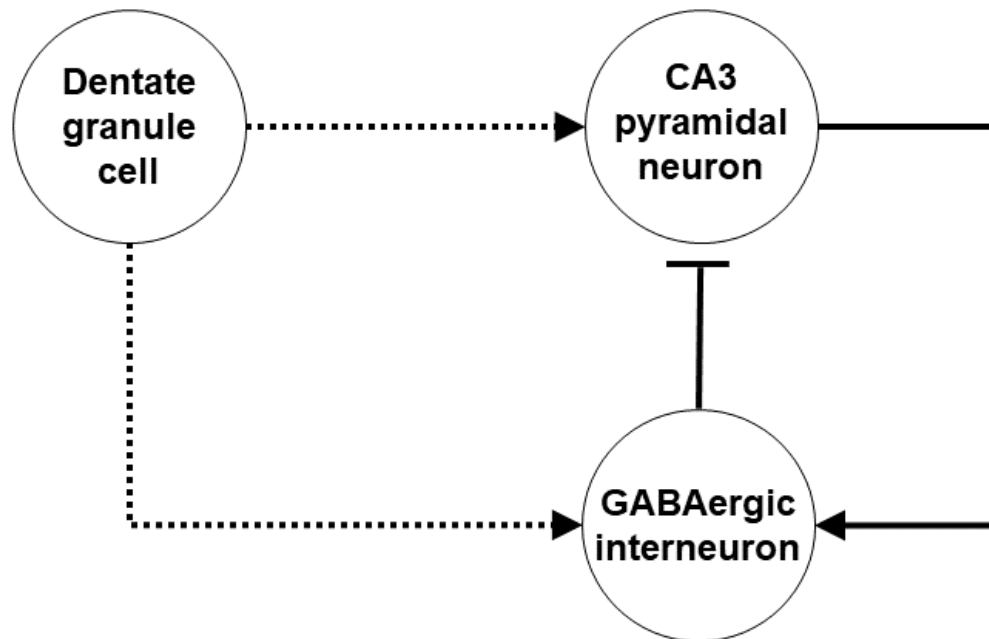 Dentate
granule
cell
CA3
pyramidal
neuron
GABAergic
interneuron